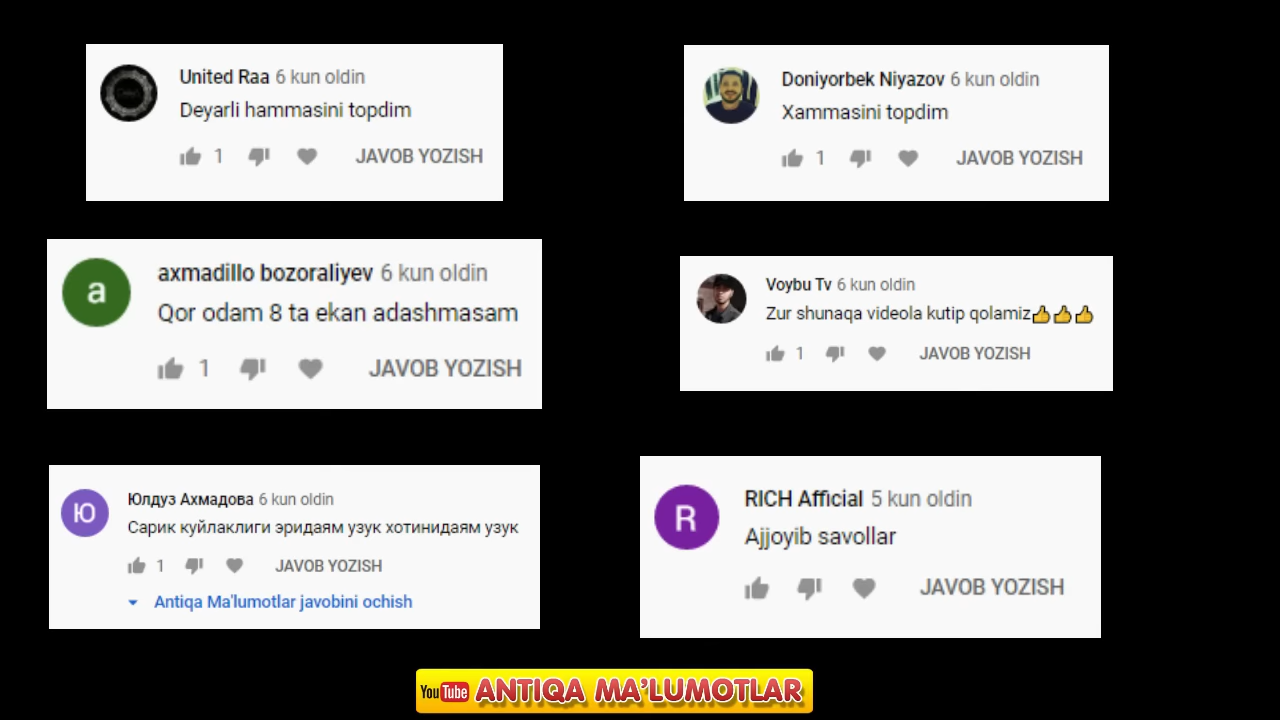 United Raa 6 kun oldin
Deyarli hammasini topdim
1 JAVOB YOZISH
Doniyorbek Niyazov 6 kun oldin
Xammasini topdim
1 JAVOB YOZISH
a
axmadillo bozoraliyev 6 kun oldin
Qor odam 8 ta ekan adashmasam
1 JAVOB YOZISH
Voybu Tv 6 kun oldin
Zur shunaqa videola kutip qolamiz👍👍👍
1 JAVOB YOZISH
Ю
Юлдуз Ахмадова 6 kun oldin
Сарик куйлаклиги эридаям узук хотинидаям узук
1 JAVOB YOZISH
Antiqa Ma'lumotlar javobini ochish
R
RICH Afficial 5 kun oldin
Ajjoyib savollar
JAVOB YOZISH
YouTube ANTIQA MA'LUMOTLAR